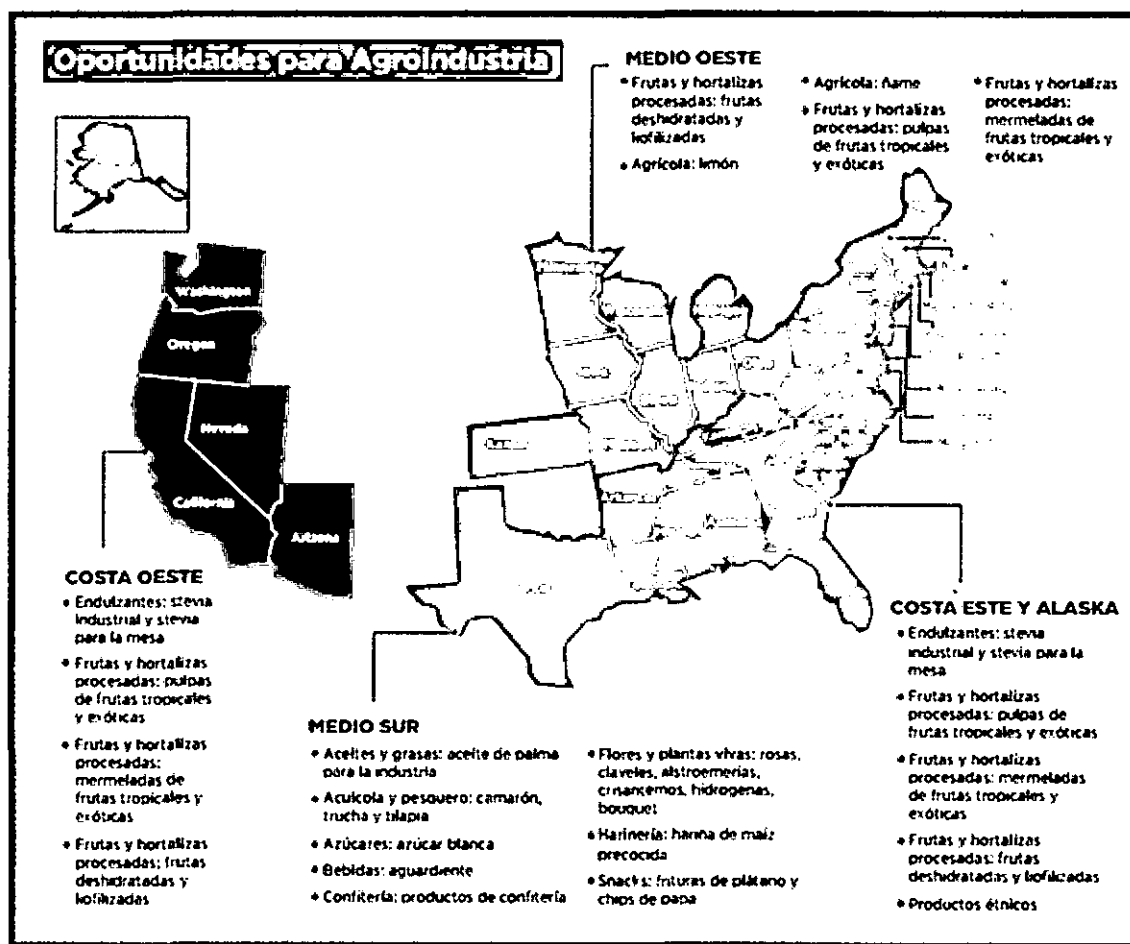 Oportunidades para Agroindustria
MEDIO OESTE
• Frutas y hortalizas
procesadas: frutas
deshidratadas y
liofilizadas
• Agrícola: limón
• Agrícola: ñame
• Frutas y hortalizas
procesadas: pulpas
de frutas tropicales
y exóticas
• Frutas y hortalizas
procesadas:
mermeladas de
frutas tropicales y
exóticas
Washington
Oregon
Nevada
California
Arizona
Kansas
COSTA OESTE
• Endulzantes: stevia
industrial y stevia
para la mesa
• Frutas y hortalizas
procesadas: pulpas
de frutas tropicales
y exóticas
• Frutas y hortalizas
procesadas:
mermeladas de
frutas tropicales y
exóticas
• Frutas y hortalizas
procesadas: frutas
deshidratadas y
liofilizadas
MEDIO SUR
• Aceites y grasas: aceite de palma
para la industria
• Acuícola y pesquero: camarón,
trucha y tilapia
• Azúcares: azúcar blanca
• Bebidas: aguardiente
• Confitería: productos de confitería
• Flores y plantas vivas: rosas,
claveles, alstroemerias,
crisantemos, hidrogenas,
bouquet
• Harinería: harina de maíz
precocida
• Snacks: frituras de plátano y
chips de papa
COSTA ESTE Y ALASKA
• Endulzantes: stevia
industrial y stevia para la
mesa
• Frutas y hortalizas
procesadas: pulpas de
frutas tropicales y exóticas
• Frutas y hortalizas
procesadas: mermeladas
de frutas tropicales y
exóticas
• Frutas y hortalizas
procesadas: frutas
deshidratadas y liofilizadas
• Productos étnicos